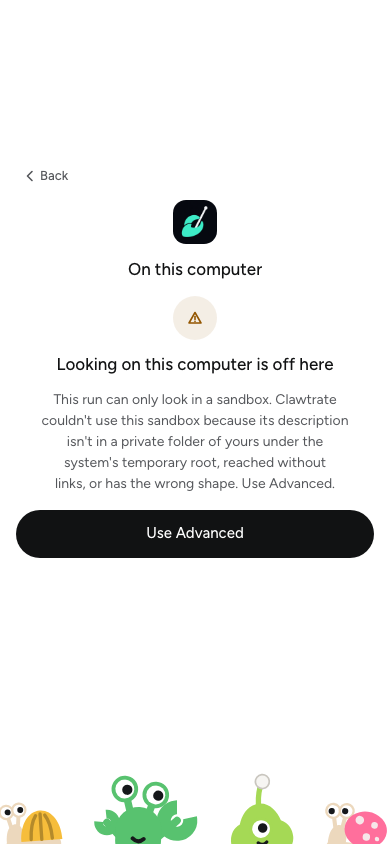 Back
On this computer
Looking on this computer is off here
This run can only look in a sandbox. Clawtrate
couldn't use this sandbox because its description
isn't in a private folder of yours under the
system's temporary root, reached without
links, or has the wrong shape. Use Advanced.
Use Advanced